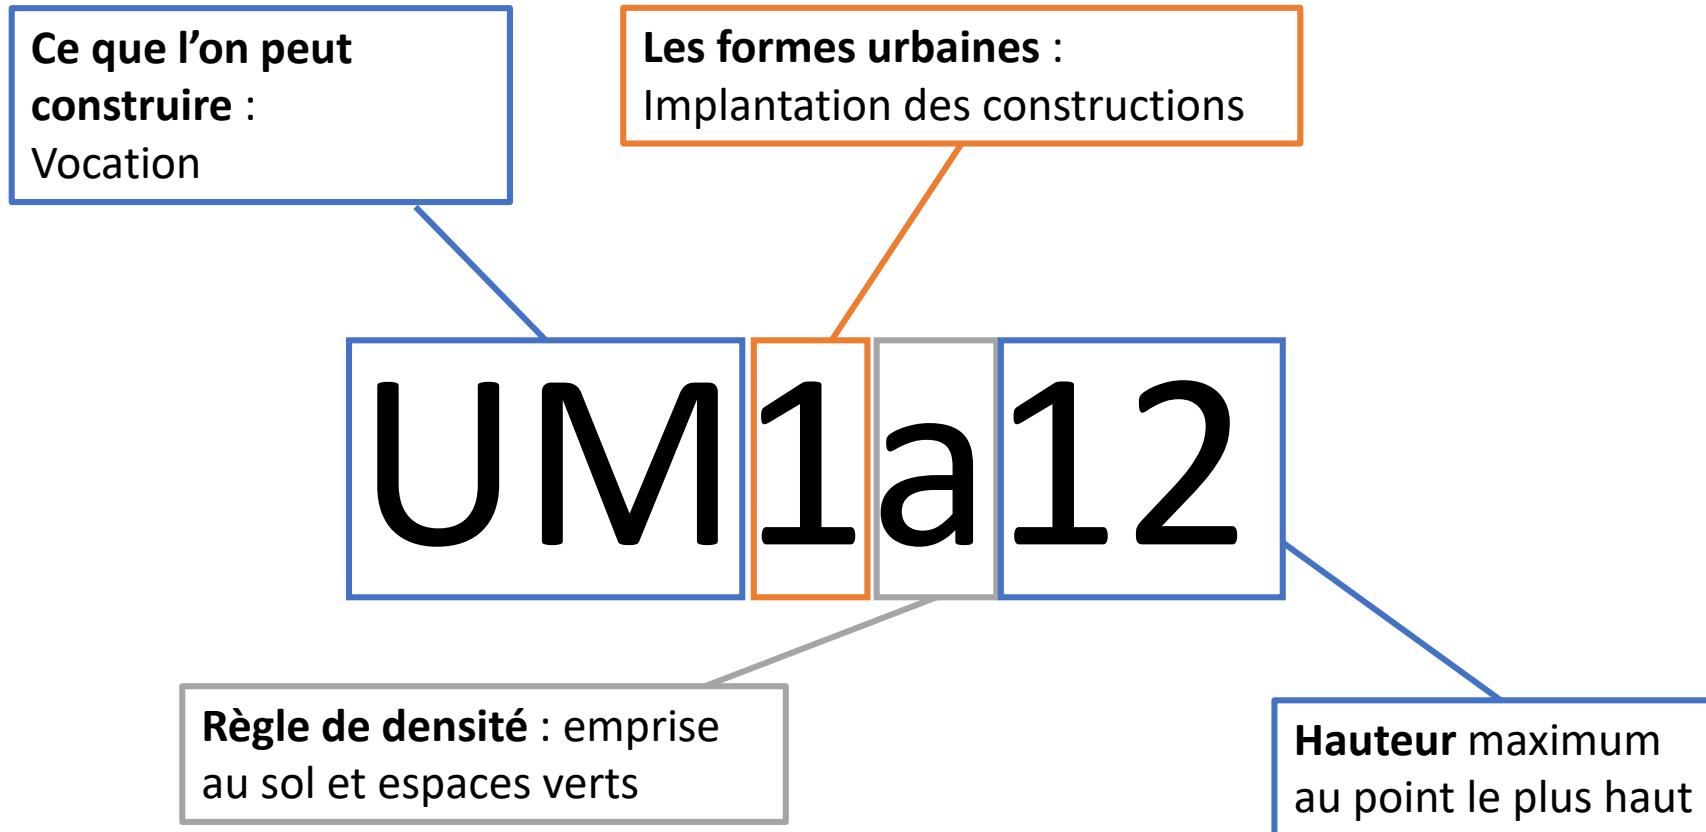 Ce que l’on peut
construire :
Vocation
Les formes urbaines :
Implantation des constructions
UM1a12
Règle de densité : emprise
au sol et espaces verts
Hauteur maximum
au point le plus haut